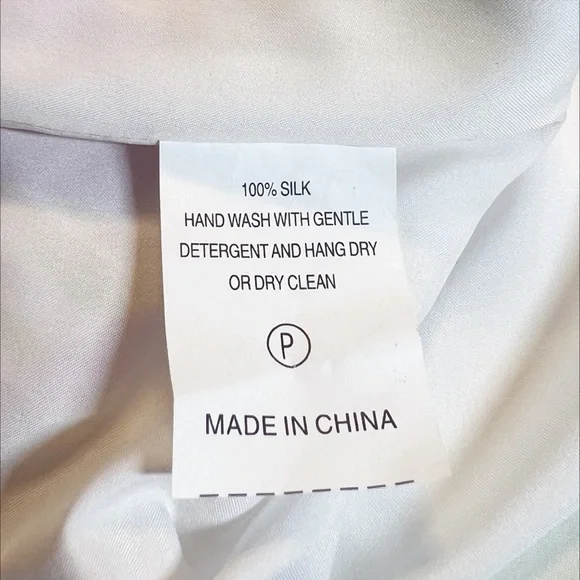 100% SILK
HAND WASH WITH GENTLE
DETERGENT AND HANG DRY
OR DRY CLEAN
P
MADE IN CHINA